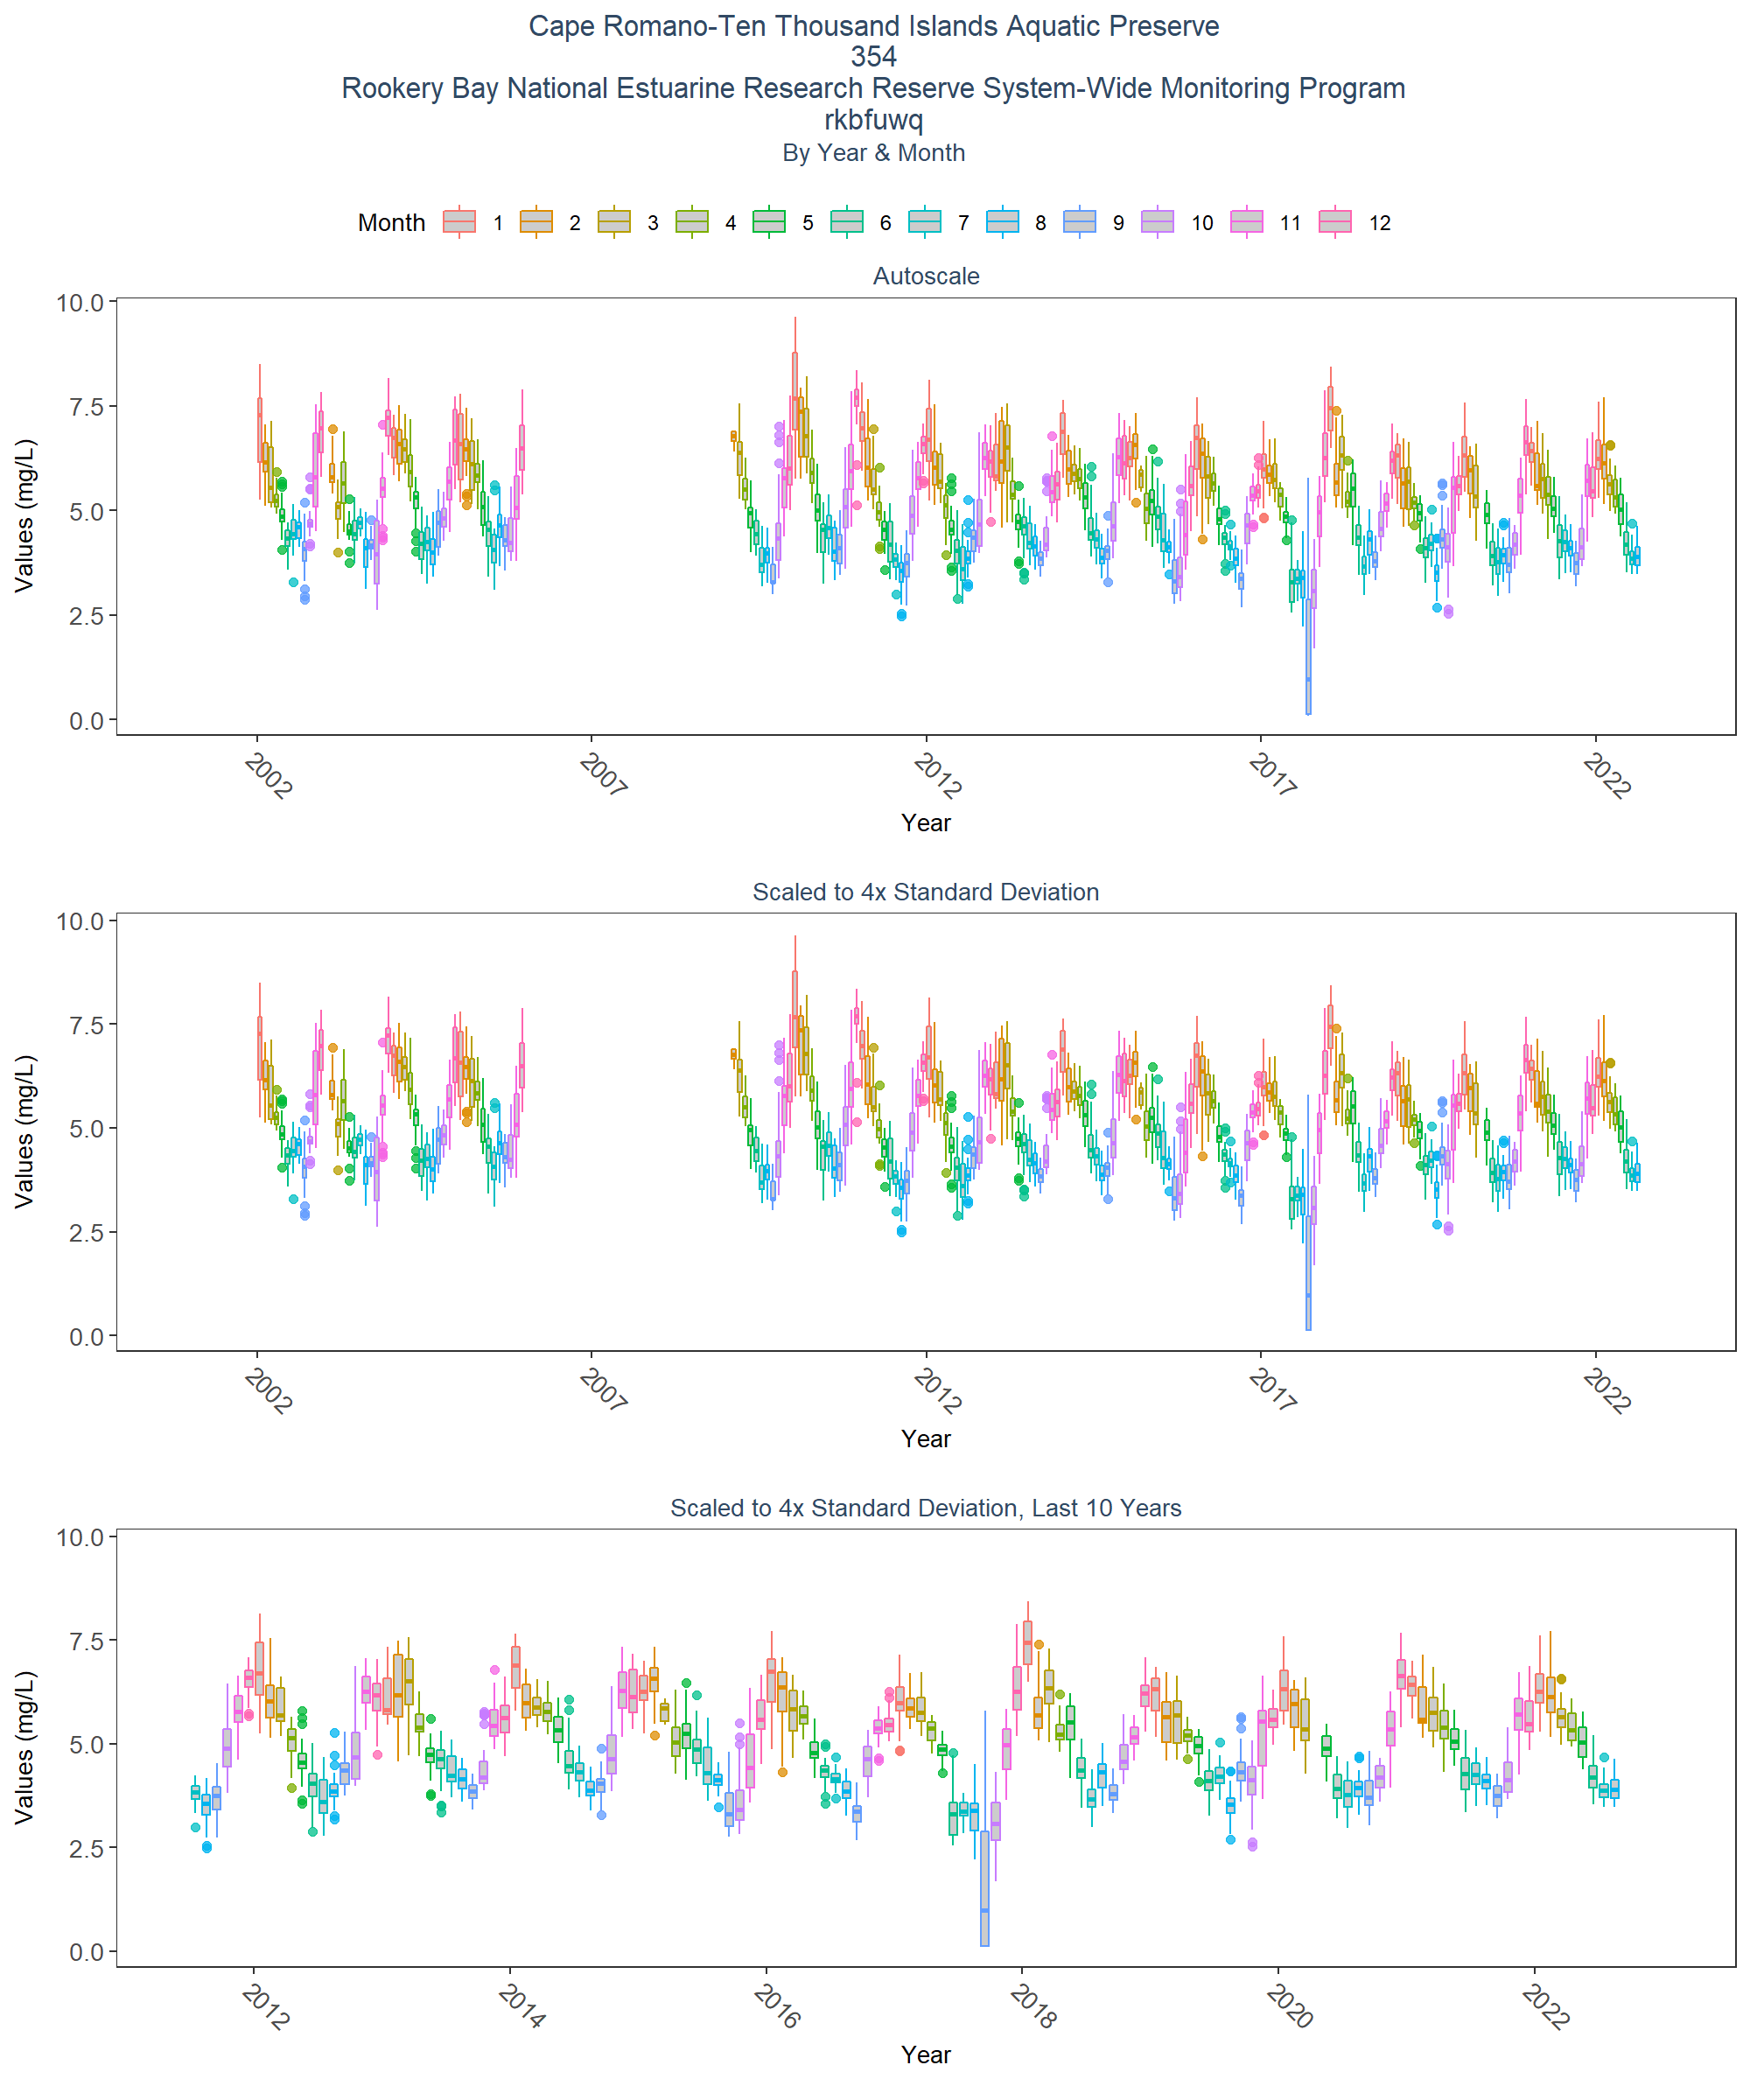 Cape Romano-Ten Thousand Islands Aquatic Preserve
354
Rookery Bay National Estuarine Research Reserve System-Wide Monitoring Program
rkbfuwq
By Year & Month
Month 1 2 3 4 5 6 7 8 9 10 11 12
Autoscale
Values (mg/L)
10.0
7.5
5.0
2.5
0.0
2002 2007 2012 2017 2022
Year
Scaled to 4x Standard Deviation
Values (mg/L)
10.0
7.5
5.0
2.5
0.0
2002 2007 2012 2017 2022
Year
Scaled to 4x Standard Deviation, Last 10 Years
Values (mg/L)
10.0
7.5
5.0
2.5
0.0
2012 2014 2016 2018 2020 2022
Year